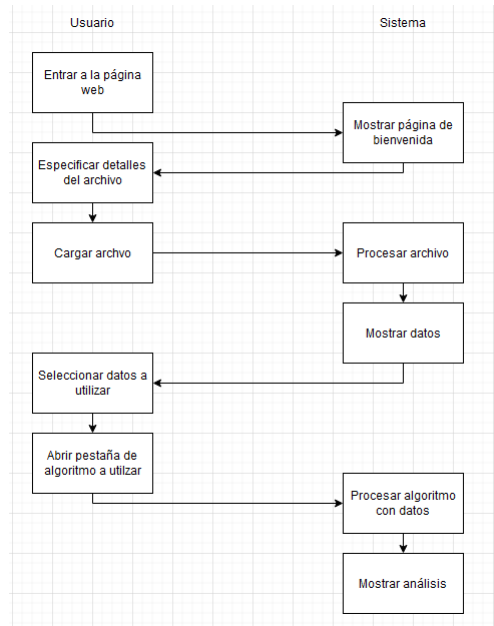 Usuario
Sistema
Entrar a la página
web
Mostrar página de
bienvenida
Especificar detalles
del archivo
Cargar archvo
Procesar archivo
Mostrar datos
Seleccionar datos a
utilizar
Abrir pestaña de
algoritmo a utilzar
Procesar algoritmo
con datos
Mostrar análisis